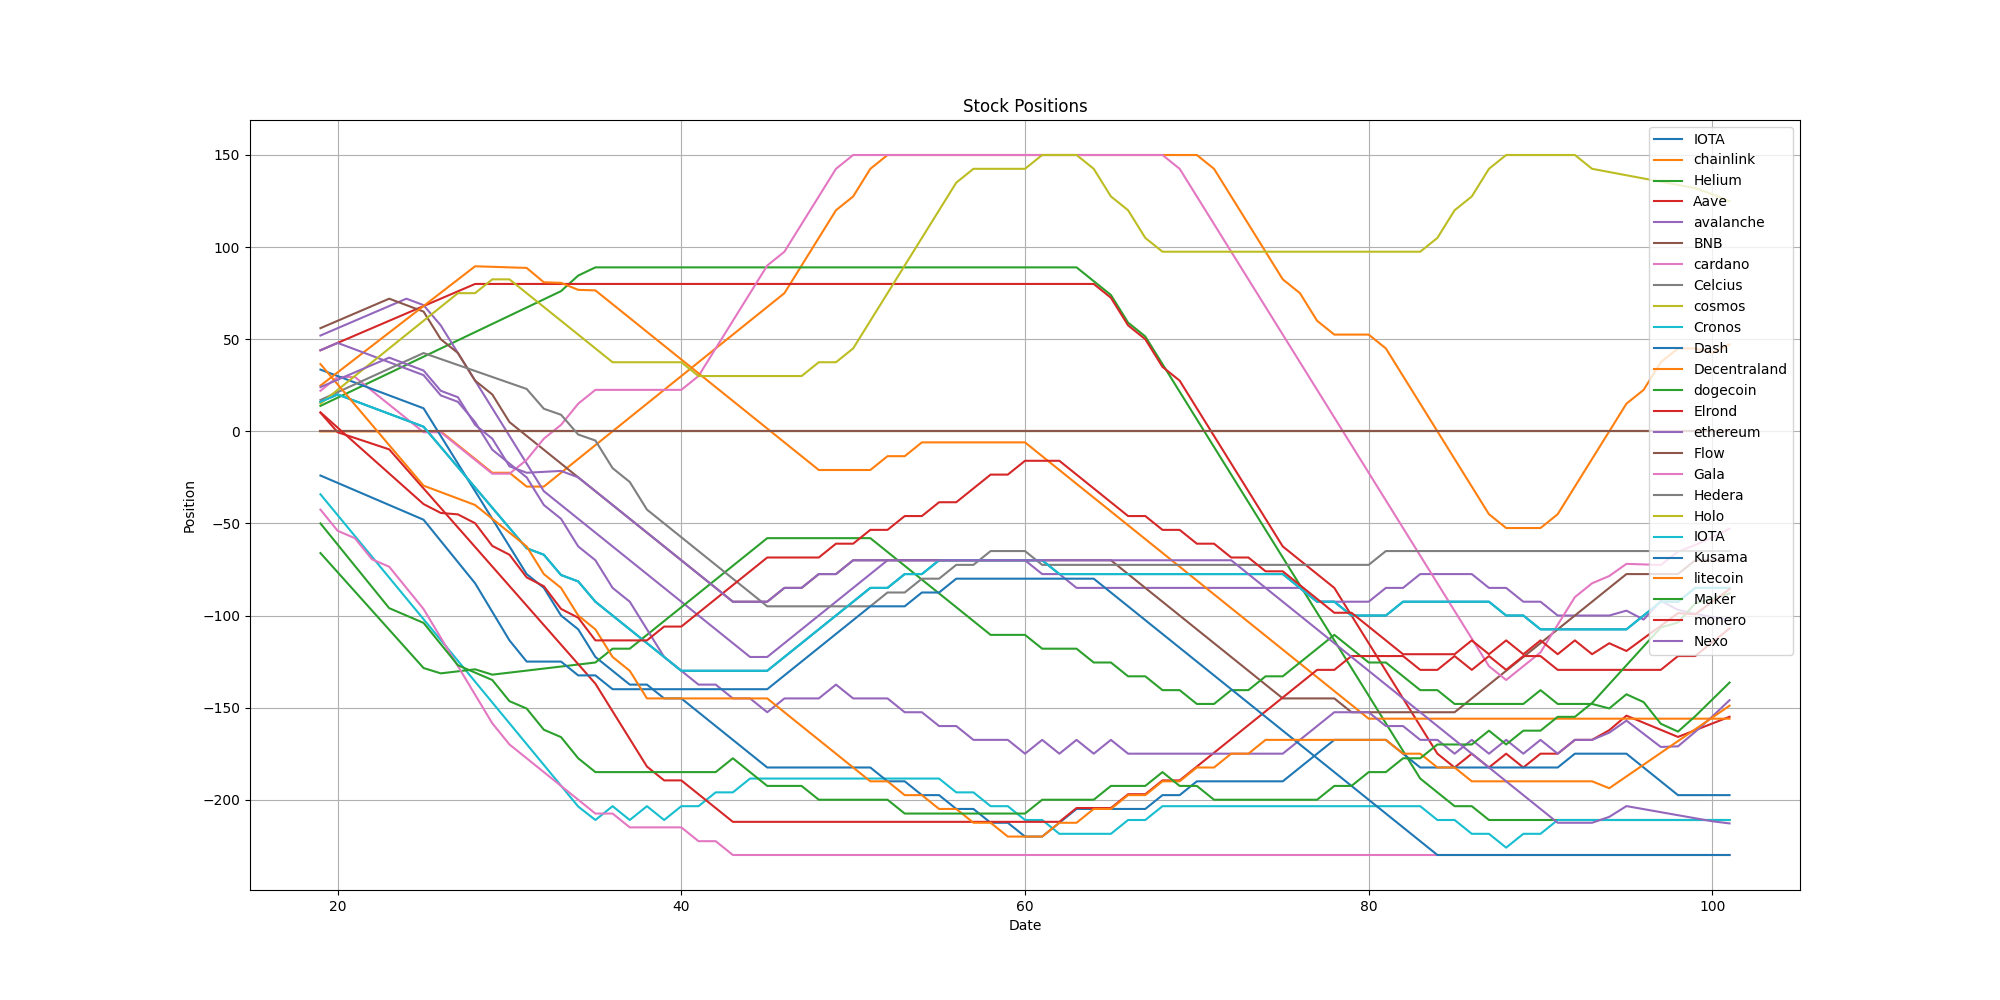 Stock Positions
150
100
50
0
−50
−100
−150
−200
Position
20
40
60
80
100
Date
IOTA
chainlink
Helium
Aave
avalanche
BNB
cardano
Celcius
cosmos
Cronos
Dash
Decentraland
dogecoin
Elrond
ethereum
Flow
Gala
Hedera
Holo
IOTA
Kusama
litecoin
Maker
monero
Nexo